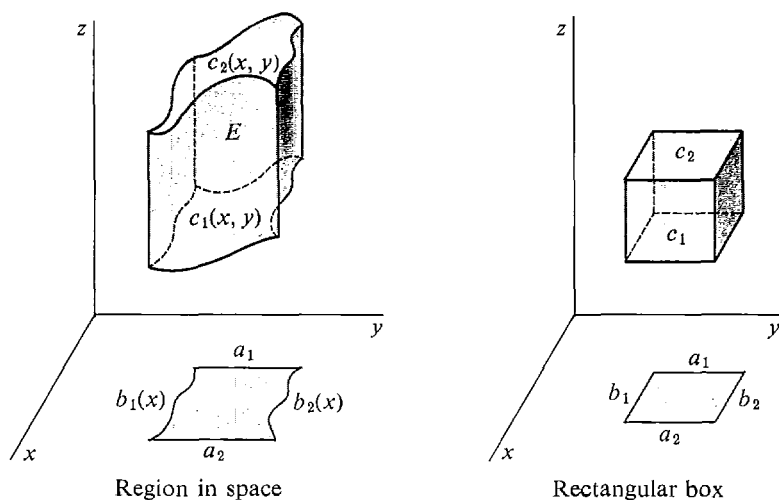 z
c₂(x, y)
E
c₁(x, y)
y
a₁
b₁(x)
b₂(x)
a₂
x
Region in space
z
c₂
c₁
y
a₁
b₁
b₂
a₂
x
Rectangular box